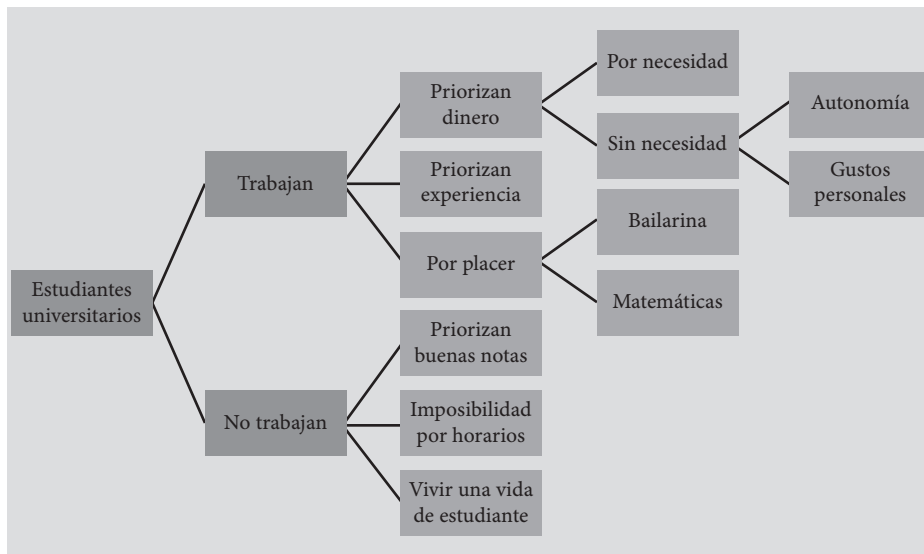 Estudiantes
universitarios
Trabajan
Priorizan
dinero
Por necesidad
Sin necesidad
Autonomía
Gustos
personales
Priorizan
experiencia
Por placer
Bailarina
Matemáticas
No trabajan
Priorizan
buenas notas
Imposibilidad
por horarios
Vivir una vida
de estudiante